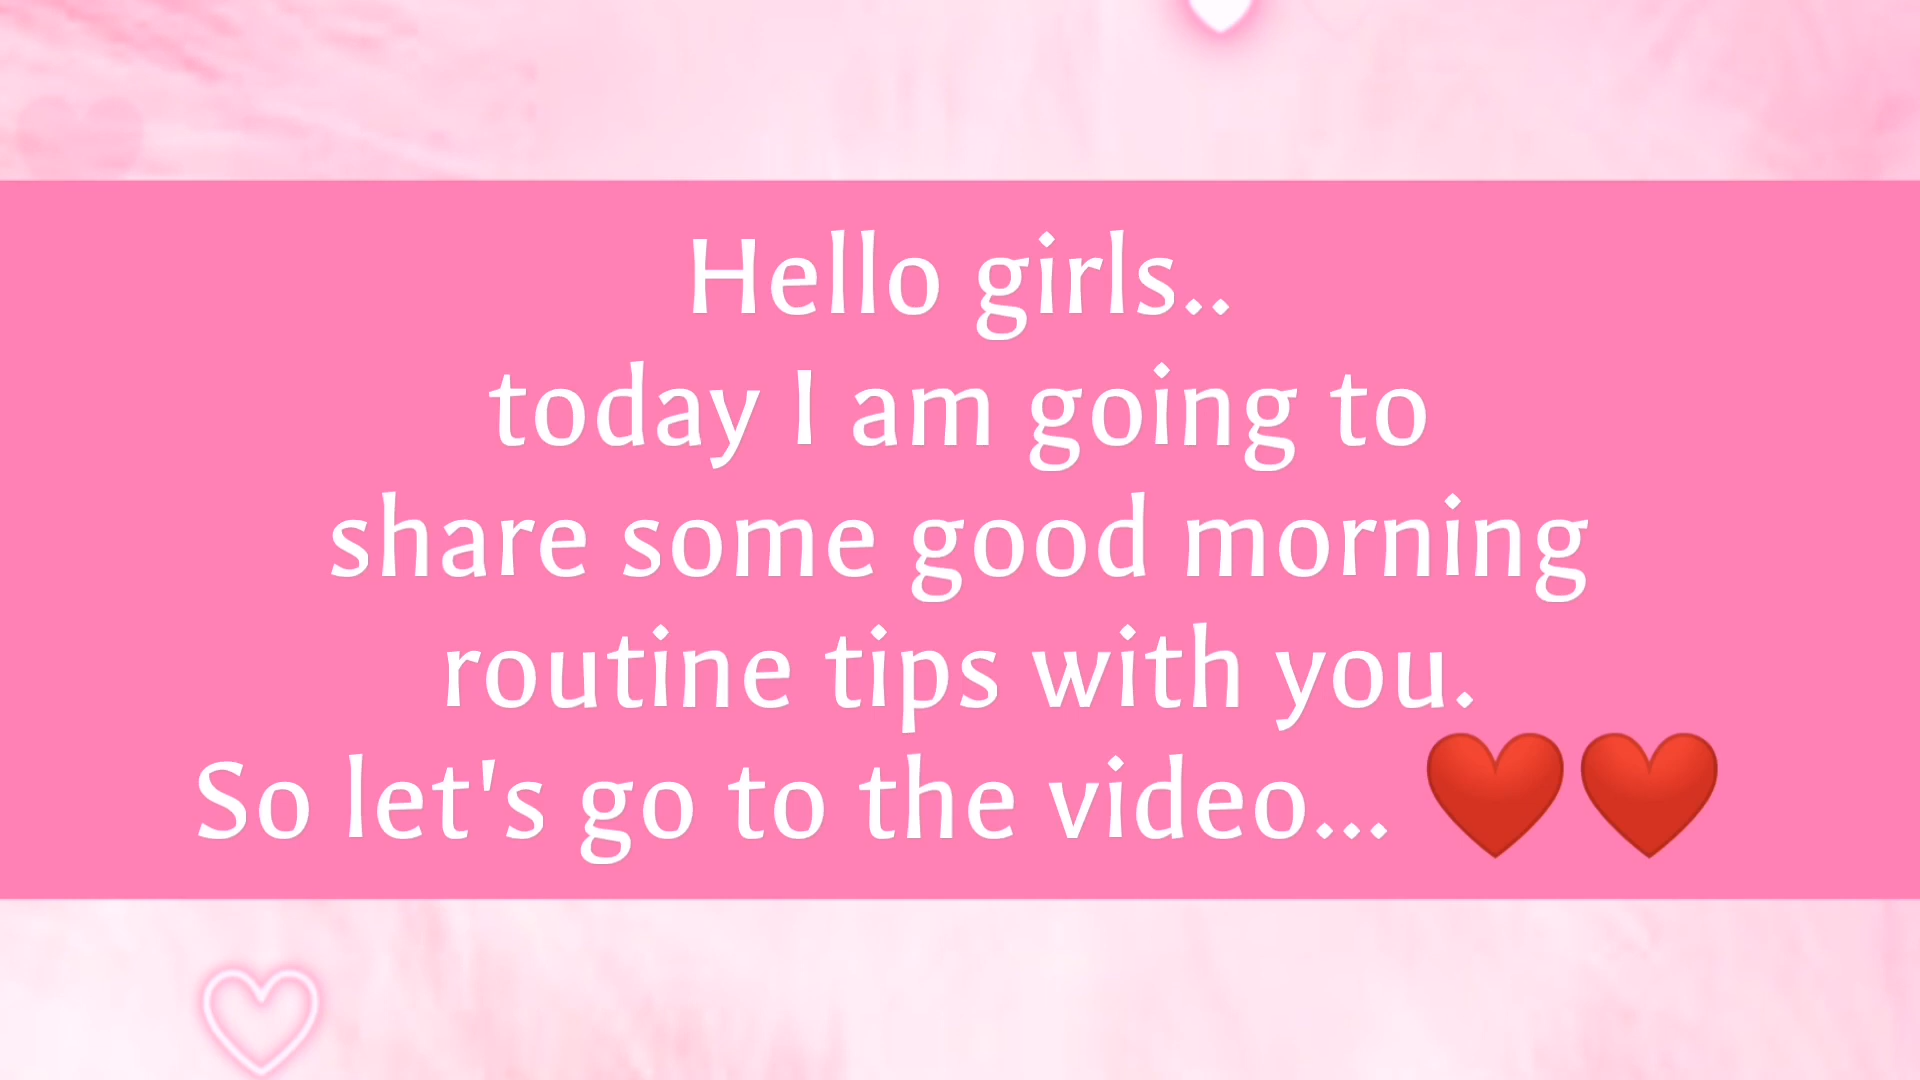 Hello girls..
today I am going to
share some good morning
routine tips with you.
So let's go to the video... ❤️❤️